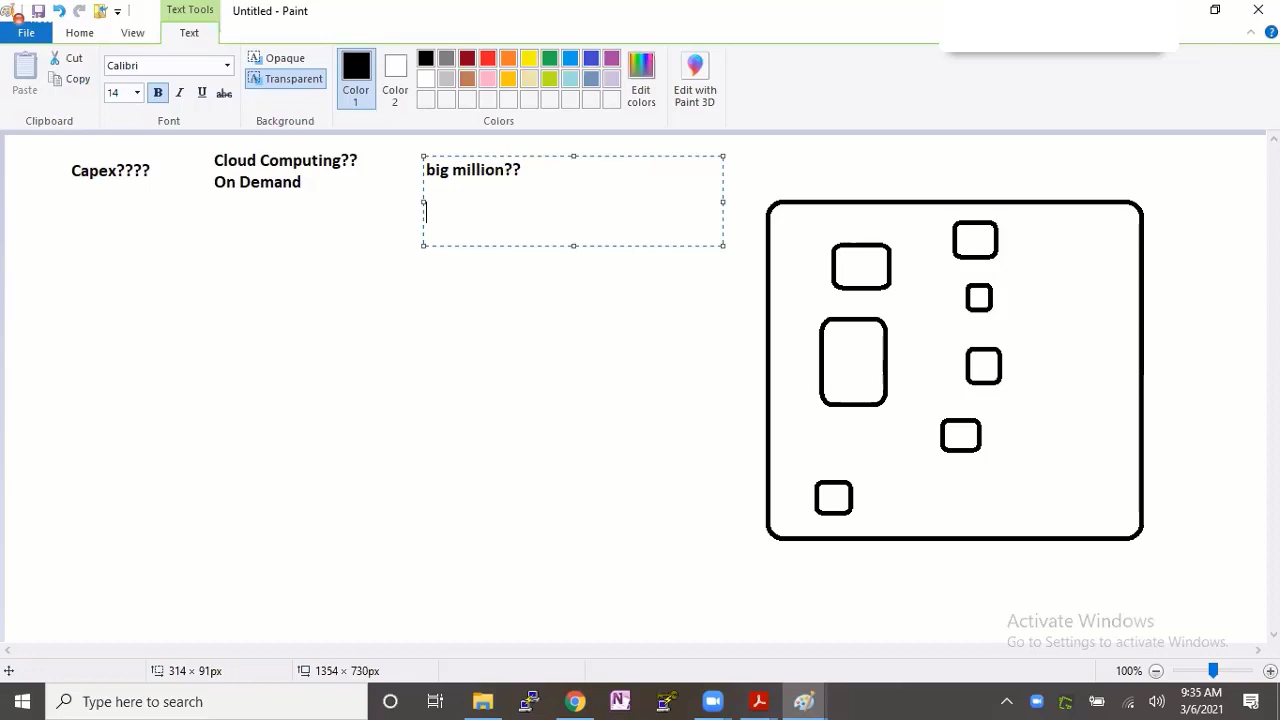 Text Tools
Untitled - Paint
File
Home
View
Text
Paste
Cut
Copy
Calibri
14
B
I
U
abc
Opaque
Transparent
Color
1
Color
2
Edit
colors
Edit with
Paint 3D
Clipboard
Font
Background
Colors
Capex????
Cloud Computing??
On Demand
big million??
Activate Windows
Go to Settings to activate Windows.
314 × 91px
1354 × 730px
100%
Type here to search
9:35 AM
3/6/2021